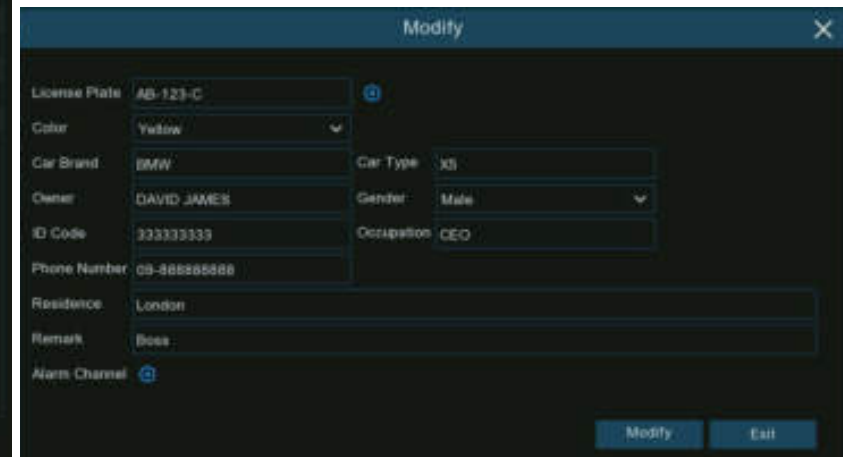 Modify
License Plate AB-123-C
Color Yellow
Car Brand BMW Car Type X5
Owner DAVID JAMES Gender Male
ID Code 333333333 Occupation CEO
Phone Number 09-888888888
Residence London
Remark Boss
Alarm Channel
Modify Exit